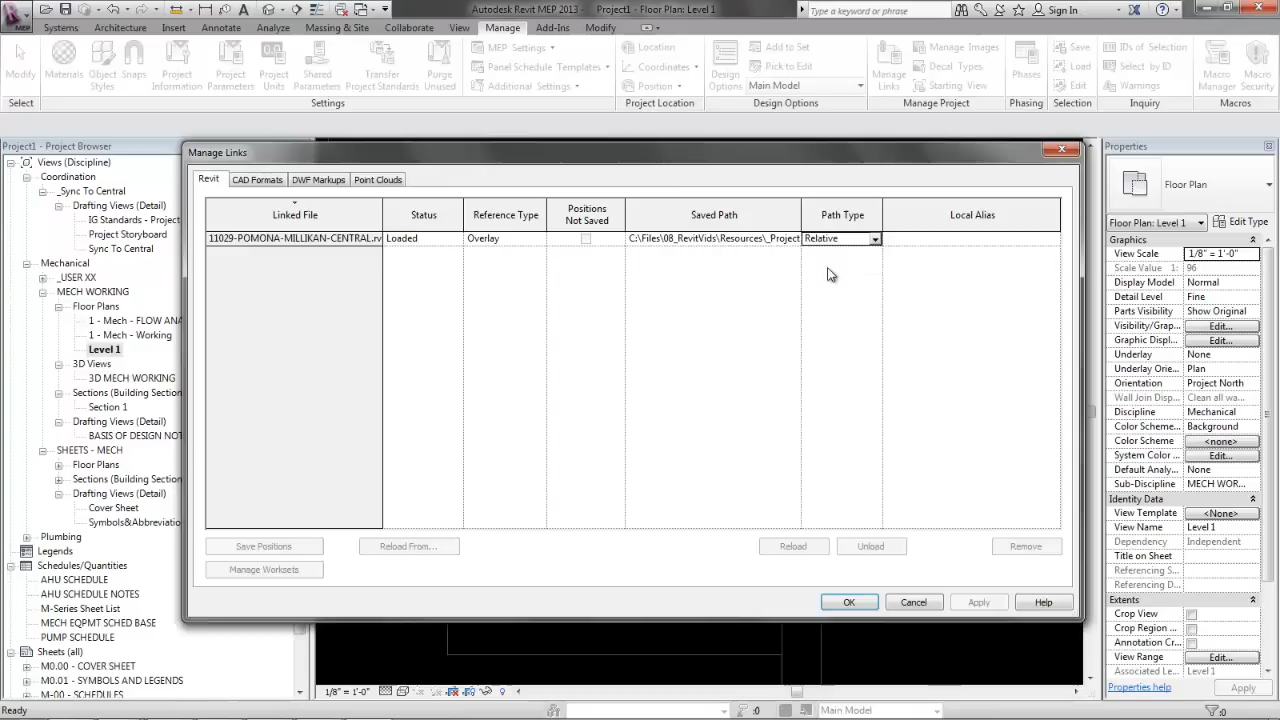 Autodesk Revit MEP 2013 - Project1 - Floor Plan: Level 1
Type a keyword or phrase
Sign In
MEP
Systems Architecture Insert Annotate Analyze Massing & Site Collaborate View Manage Add-Ins Modify
Modify
Materials
Object Styles
Snaps
Project Information
Project Parameters
Project Units
Shared Parameters
Transfer Project Standards
Purge Unused
MEP Settings
Panel Schedule Templates
Additional Settings
Location
Coordinates
Position
Design Options
Add to Set
Pick to Edit
Main Model
Manage Links
Manage Images
Decal Types
Starting View
Phases
Save
Load
Edit
IDs of Selection
Select by ID
Warnings
Macro Manager
Macro Security
Select Settings Project Location Design Options Manage Project Phasing Selection Inquiry Macros
Project1 - Project Browser
Views (Discipline)
Coordination
_Sync To Central
Drafting Views (Detail)
IG Standards - Project
Project Storyboard
Sync To Central
Mechanical
_USER XX
MECH WORKING
Floor Plans
1 - Mech - FLOW ANA
1 - Mech - Working
Level 1
3D Views
3D MECH WORKING
Sections (Building Section
Section 1
Drafting Views (Detail)
BASIS OF DESIGN NOT
SHEETS - MECH
Floor Plans
Sections (Building Section
Drafting Views (Detail)
Cover Sheet
Symbols&Abbreviatio
Plumbing
Legends
Schedules/Quantities
AHU SCHEDULE
AHU SCHEDULE NOTES
M-Series Sheet List
MECH EQPMT SCHED BASE
PUMP SCHEDULE
Sheets (all)
M0.00 - COVER SHEET
M0.01 - SYMBOLS AND LEGENDS
M-00 - SCHEDULES
Manage Links
Revit CAD Formats DWF Markups Point Clouds
Linked File Status Reference Type Positions Not Saved Saved Path Path Type Local Alias
11029-POMONA-MILLIKAN-CENTRAL.rv Loaded Overlay C:\Files\08_RevitVids\Resources\_Project Relative
Save Positions Reload From... Reload Unload Remove
Manage Worksets
OK Cancel Apply Help
Properties
Floor Plan
Floor Plan: Level 1 Edit Type
Graphics
View Scale 1/8" = 1'-0"
Scale Value 1: 96
Display Model Normal
Detail Level Fine
Parts Visibility Show Original
Visibility/Grap... Edit...
Graphic Displ... Edit...
Underlay None
Underlay Orie... Plan
Orientation Project North
Wall Join Disp... Clean all wa...
Discipline Mechanical
Color Scheme... Background
Color Scheme <none>
System Color ... Edit...
Default Analy... None
Sub-Discipline MECH WOR...
Identity Data
View Template <None>
View Name Level 1
Dependency Independent
Title on Sheet
Referencing S...
Referencing D...
Extents
Crop View
Crop Region ...
Annotation Cr...
View Range Edit...
Associated Le... Level 1
Properties help Apply
1/8" = 1'-0"
Ready :0 Main Model :0